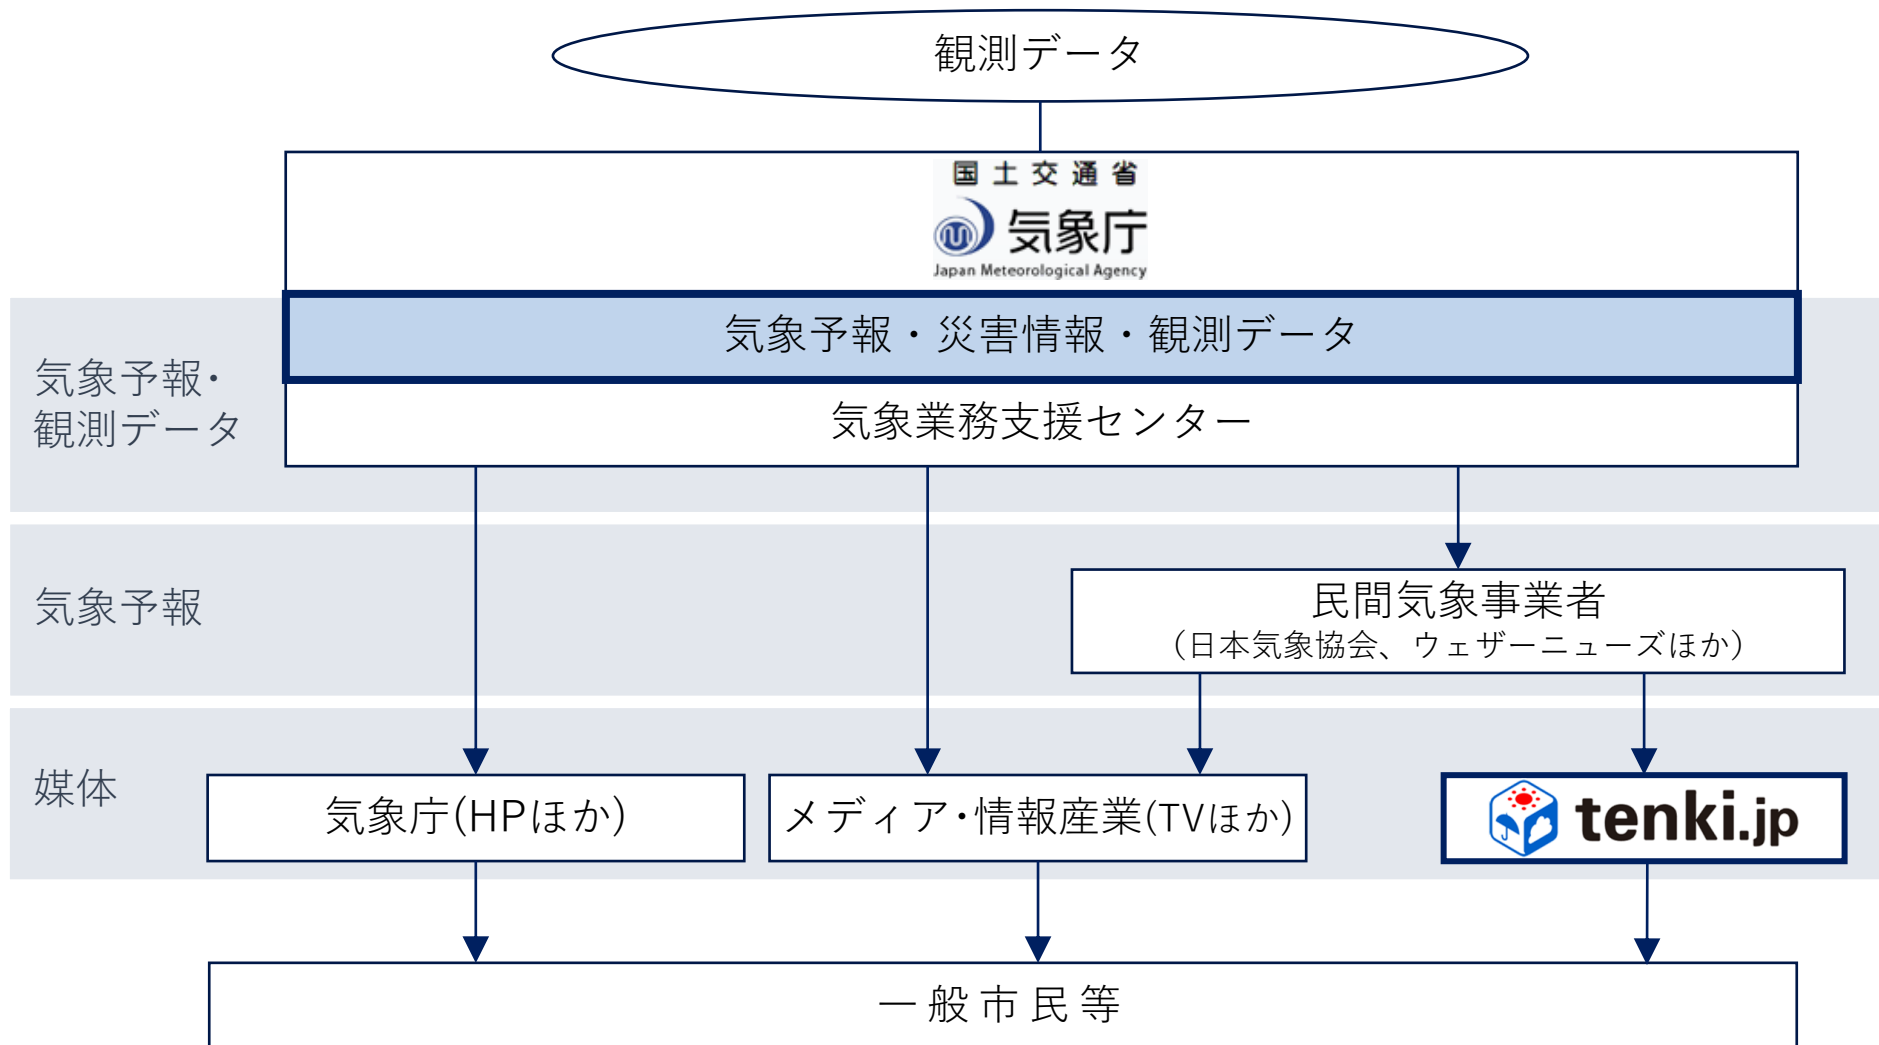 観測データ
国土交通省
気象庁
Japan Meteorological Agency
気象予報・災害情報・観測データ
気象予報・
観測データ
気象業務支援センター
気象予報
民間気象事業者
（日本気象協会、ウェザーニューズほか）
媒体
気象庁(HPほか)
メディア・情報産業(TVほか)
tenki.jp
一般市民等